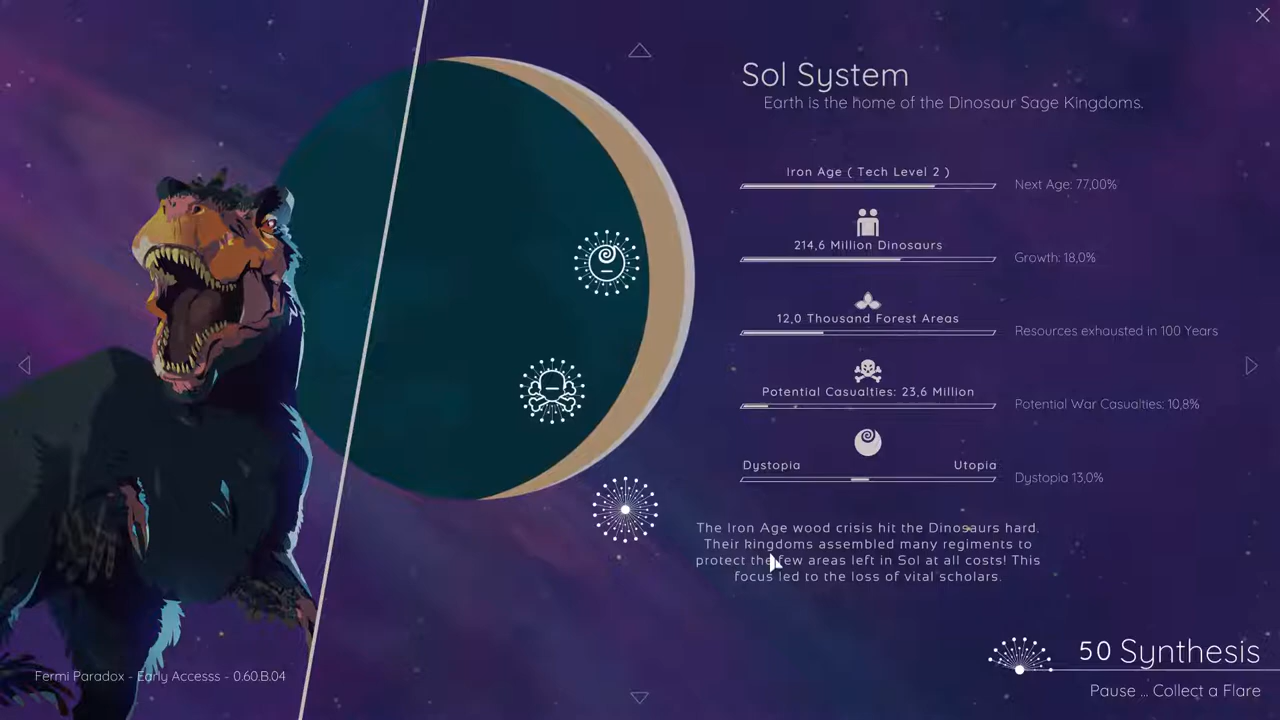 Sol System
Earth is the home of the Dinosaur Sage Kingdoms.
Iron Age ( Tech Level 2 )
Next Age: 77,00%
214,6 Million Dinosaurs
Growth: 18,0%
12,0 Thousand Forest Areas
Resources exhausted in 100 Years
Potential Casualties: 23,6 Million
Potential War Casualties: 10,8%
Dystopia
Utopia
Dystopia 13,0%
The Iron Age wood crisis hit the Dinosaurs hard.
Their kingdoms assembled many regiments to
protect the few areas left in Sol at all costs! This
focus led to the loss of vital scholars.
50 Synthesis
Pause ... Collect a Flare
Fermi Paradox - Early Accesss - 0.60.B.04